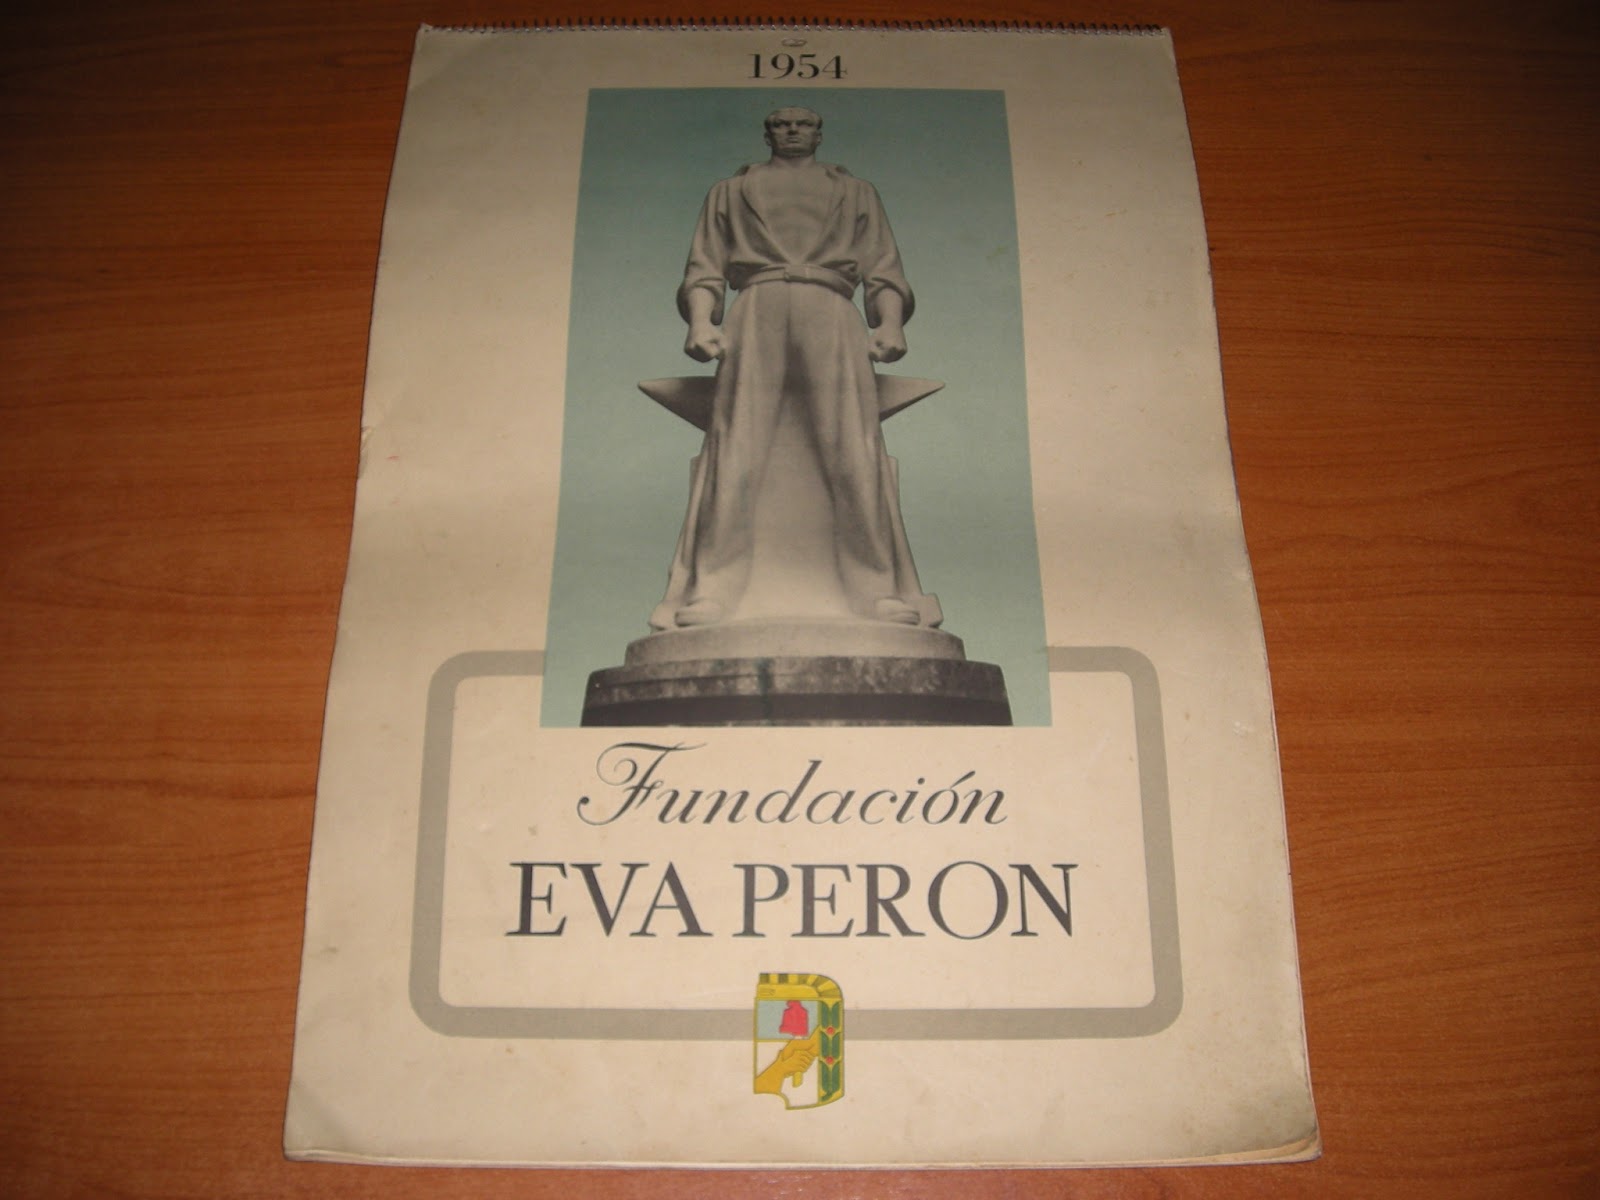 1954
Fundación
EVA PERON